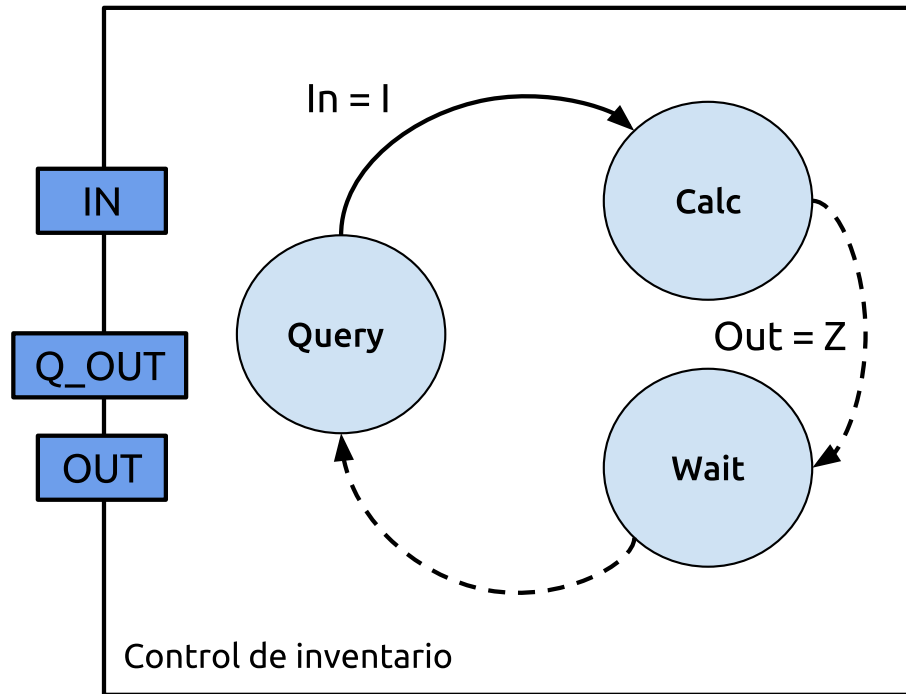 In = I
IN
Calc
Query
Q_OUT
Out = Z
OUT
Wait
Control de inventario